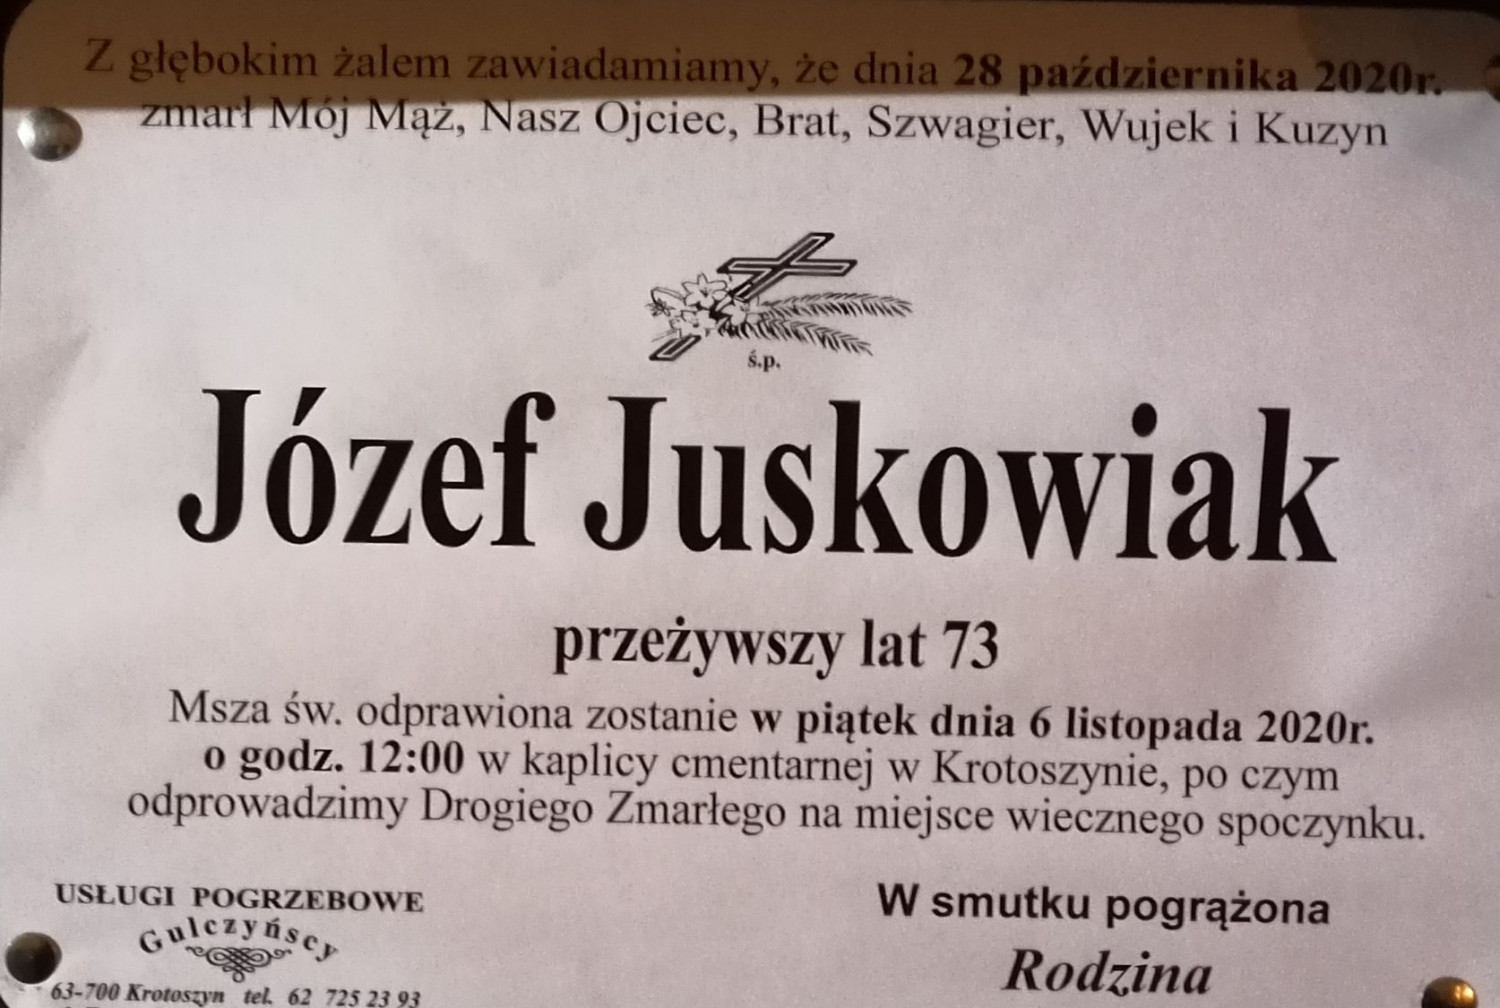 Z głębokim żalem zawiadamiamy, że dnia 28 października 2020r.
zmarł Mój Mąż, Nasz Ojciec, Brat, Szwagier, Wujek i Kuzyn
ś.p.
Józef Juskowiak
przeżywszy lat 73
Msza św. odprawiona zostanie w piątek dnia 6 listopada 2020r.
o godz. 12:00 w kaplicy cmentarnej w Krotoszynie, po czym
odprowadzimy Drogiego Zmarłego na miejsce wiecznego spoczynku.
USŁUGI POGRZEBOWE
Gulczyńscy
63-700 Krotoszyn tel. 62 725 23 93
W smutku pogrążona
Rodzina